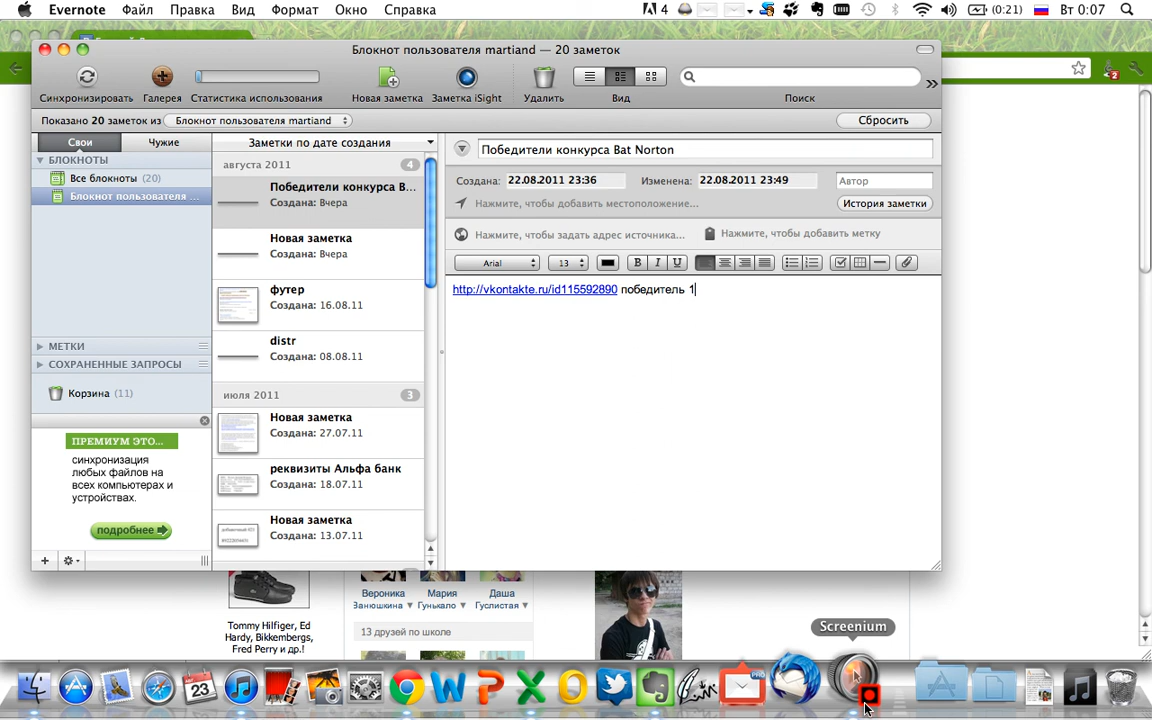 Evernote Файл Правка Вид Формат Окно Справка 4 (0:21) Вт 0:07
Блокнот пользователя martiand — 20 заметок
Синхронизировать Галерея Статистика использования Новая заметка Заметка iSight Удалить Вид Поиск
Показано 20 заметок из Блокнот пользователя martiand Сбросить
Свои Чужие
БЛОКНОТЫ
Все блокноты (20)
Блокнот пользователя ...
МЕТКИ
СОХРАНЕННЫЕ ЗАПРОСЫ
Корзина (11)
ПРЕМИУМ ЭТО...
синхронизация
любых файлов на
всех компьютерах и
устройствах.
подробнее
Заметки по дате создания
августа 2011 4
Победители конкурса B...
Создана: Вчера
Новая заметка
Создана: Вчера
футер
Создана: 16.08.11
distr
Создана: 08.08.11
июля 2011 3
Новая заметка
Создана: 27.07.11
реквизиты Альфа банк
Создана: 18.07.11
Новая заметка
Создана: 13.07.11
Победители конкурса Bat Norton
Создана: 22.08.2011 23:36 Изменена: 22.08.2011 23:49 Автор
Нажмите, чтобы добавить местоположение... История заметки
Нажмите, чтобы задать адрес источника... Нажмите, чтобы добавить метку
Arial 13 B I U
http://vkontakte.ru/id115592890 победитель 1
2
Tommy Hilfiger, Ed
Hardy, Bikkembergs,
Fred Perry и др.!
Вероника Мария Даша
Ванюшкина Гунькало Густистая
13 друзей по школе
Screenium
23
PRO